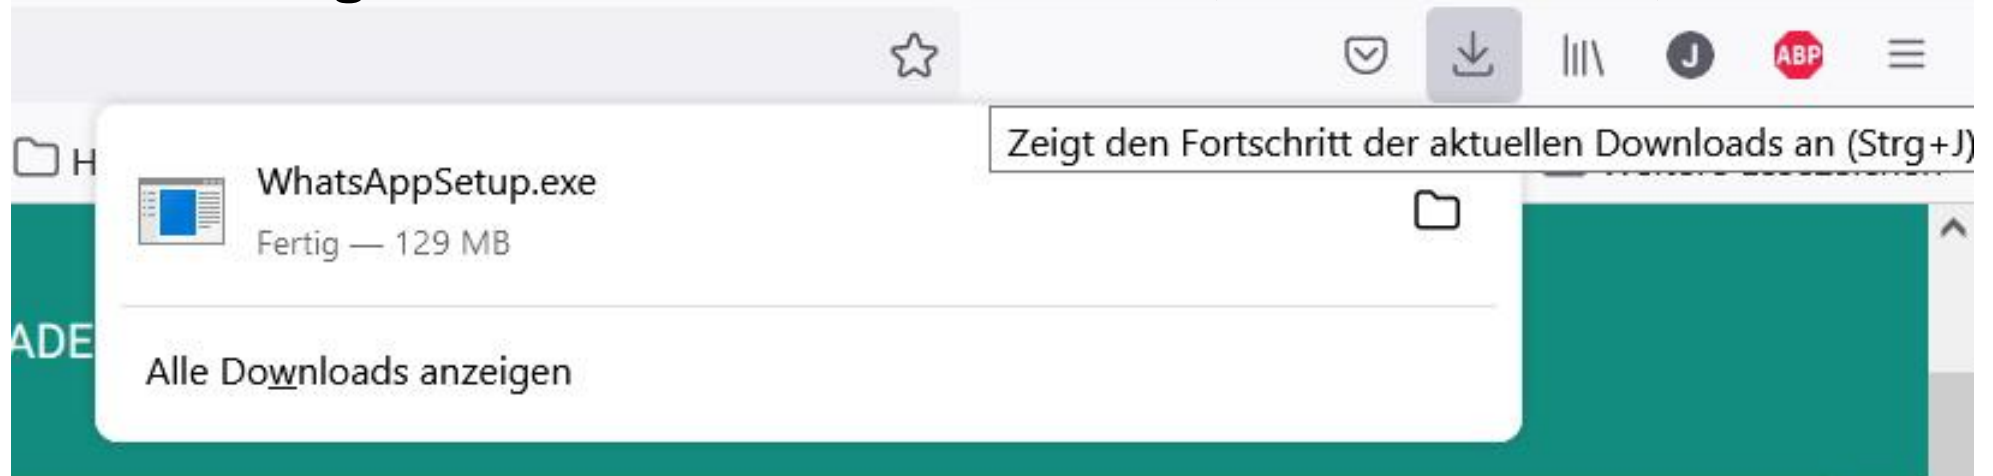 J
ABP
Zeigt den Fortschritt der aktuellen Downloads an (Strg+J)
H
WhatsAppSetup.exe
Fertig — 129 MB
ADE
Alle Downloads anzeigen